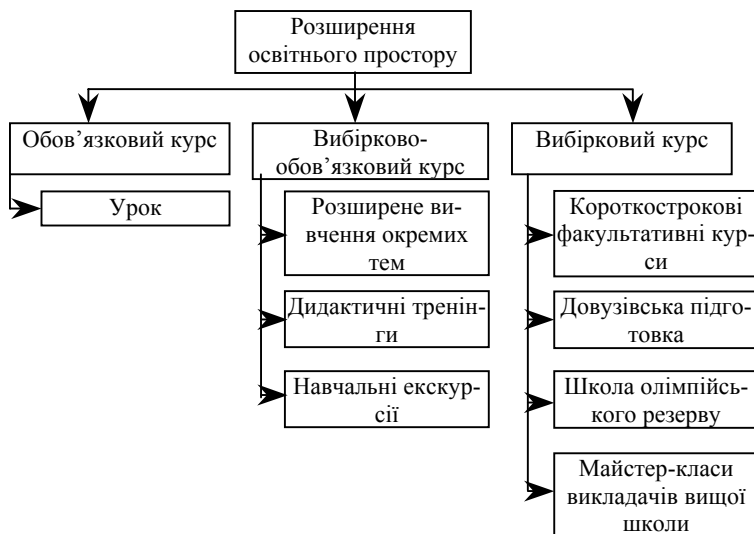 Розширення
освітнього простору
Обов’язковий курс
Урок
Вибірково-
обов’язковий курс
Розширене ви-
вчення окремих
тем
Дидактичні тренін-
ги
Навчальні екскур-
сії
Вибірковий курс
Короткострокові
факультативні кур-
си
Довузівська підго-
товка
Школа олімпійсь-
кого резерву
Майстер-класи
викладачів вищої
школи